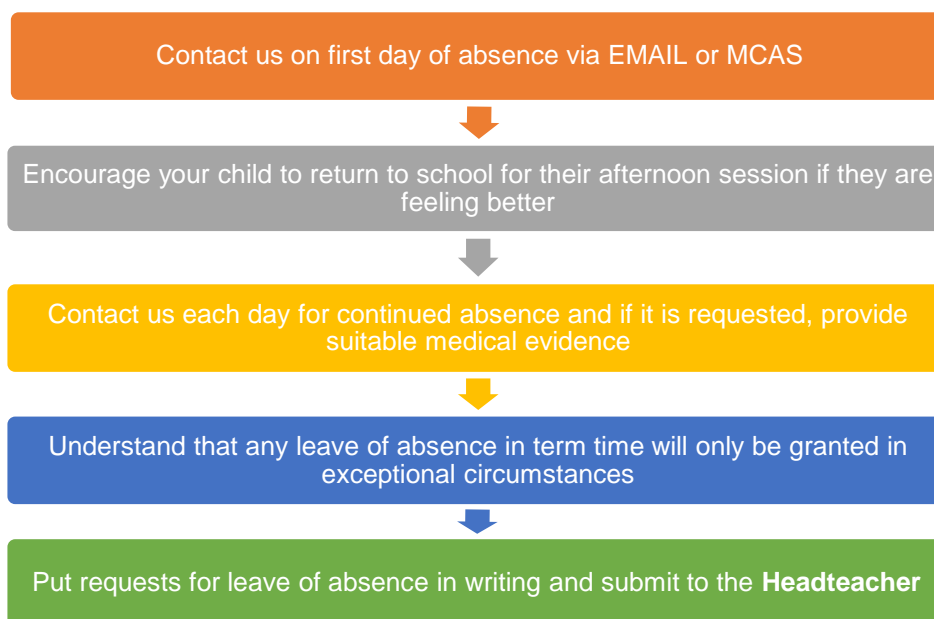 Contact us on first day of absence via EMAIL or MCAS
Encourage your child to return to school for their afternoon session if they are
feeling better
Contact us each day for continued absence and if it is requested, provide
suitable medical evidence
Understand that any leave of absence in term time will only be granted in
exceptional circumstances
Put requests for leave of absence in writing and submit to the Headteacher